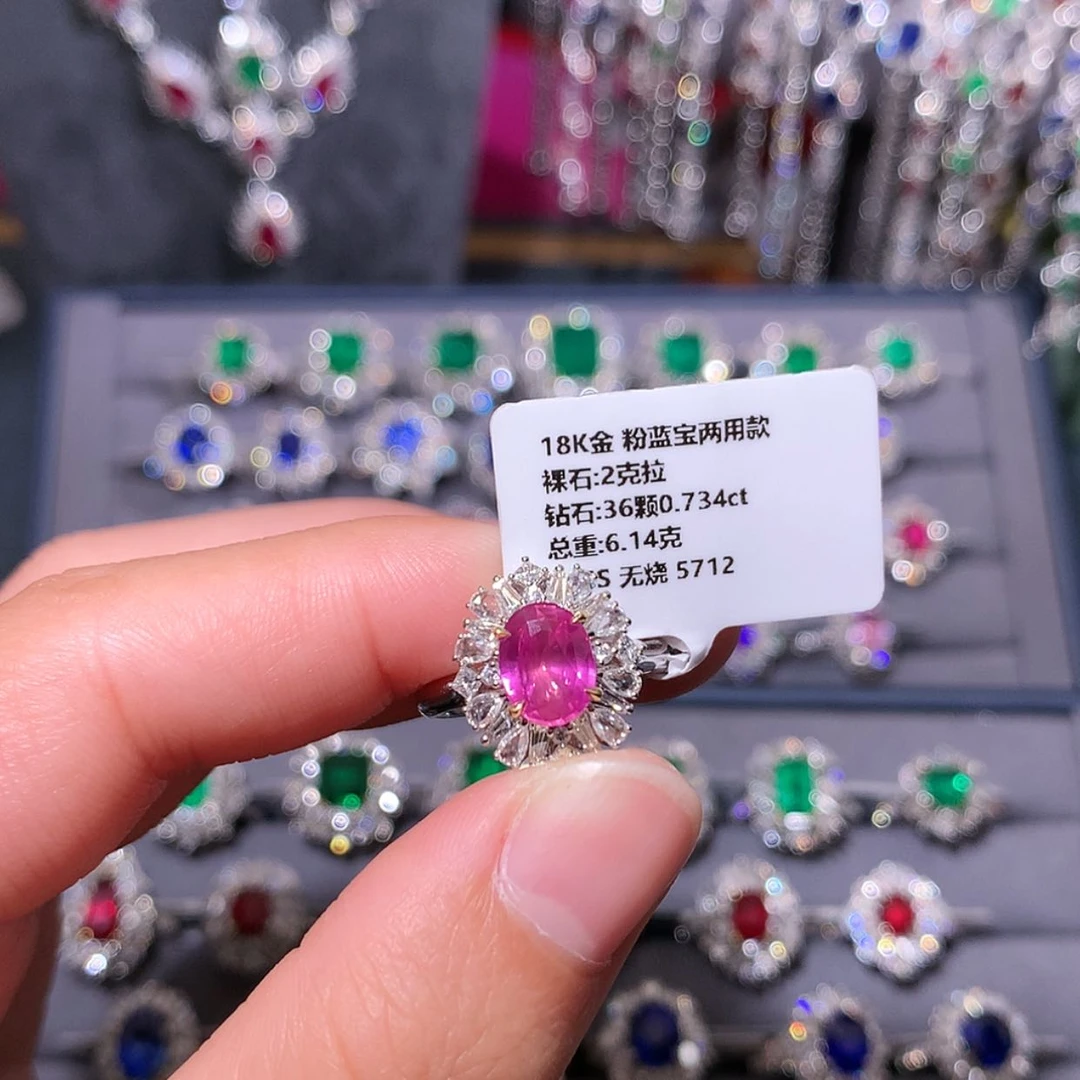 18K金 粉蓝宝两用款
裸石:2克拉
钻石:36颗0.734ct
总重:6.14克
S 无烧 5712